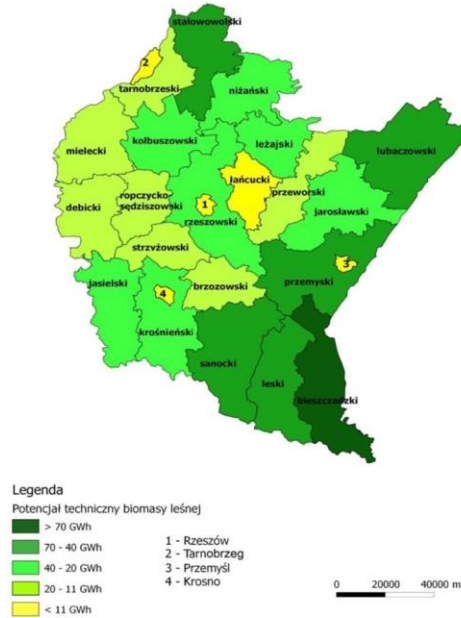 stalowowolski
2
tarnobrzeski
niżański
kolbuszowski
leżajski
lubaczowski
mielecki
łańcucki
przeworski
ropczycko-
sędziszowski
dębicki
1
rzeszowski
jarosławski
strzyżowski
3
przemyski
jasielski
4
brzozowski
krośnieński
sanocki
leski
bieszczadzki
Legenda
Potencjał techniczny biomasy leśnej
> 70 GWh
70 - 40 GWh
40 - 20 GWh
20 - 11 GWh
< 11 GWh
1 - Rzeszów
2 - Tarnobrzeg
3 - Przemyśl
4 - Krosno
0 20000 40000 m